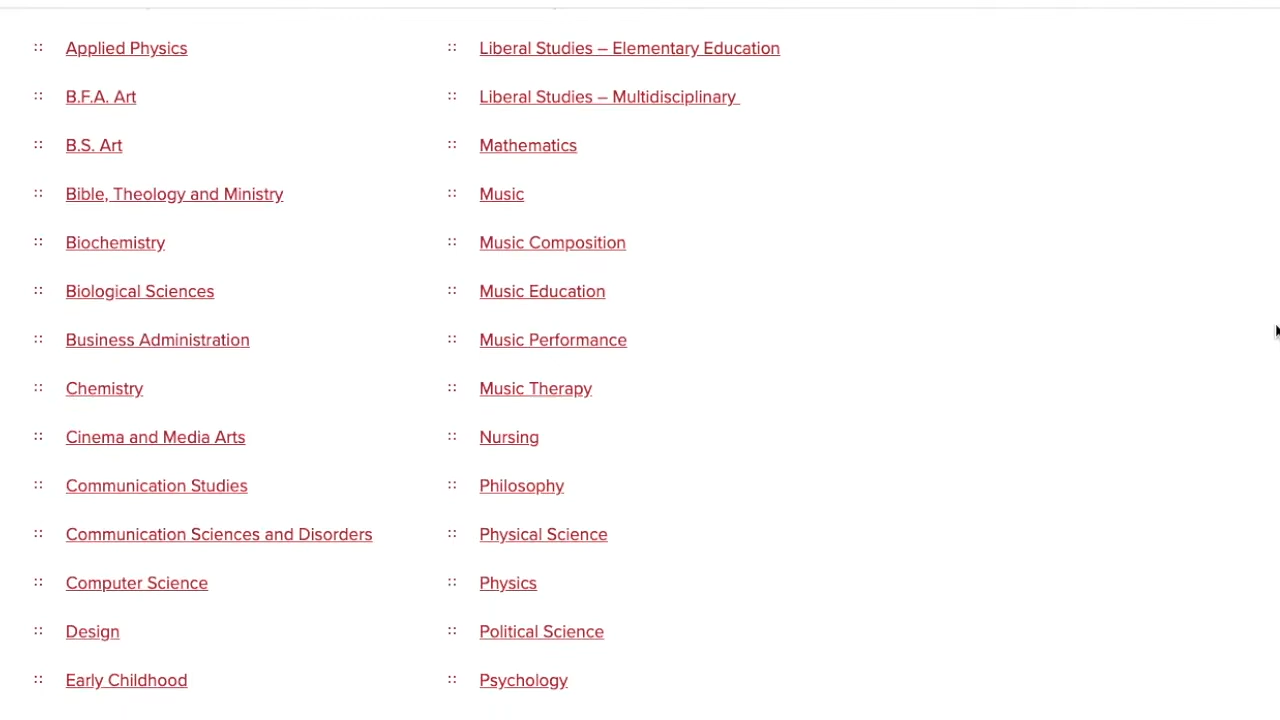 Applied Physics
B.F.A. Art
B.S. Art
Bible, Theology and Ministry
Biochemistry
Biological Sciences
Business Administration
Chemistry
Cinema and Media Arts
Communication Studies
Communication Sciences and Disorders
Computer Science
Design
Early Childhood
Liberal Studies – Elementary Education
Liberal Studies – Multidisciplinary
Mathematics
Music
Music Composition
Music Education
Music Performance
Music Therapy
Nursing
Philosophy
Physical Science
Physics
Political Science
Psychology